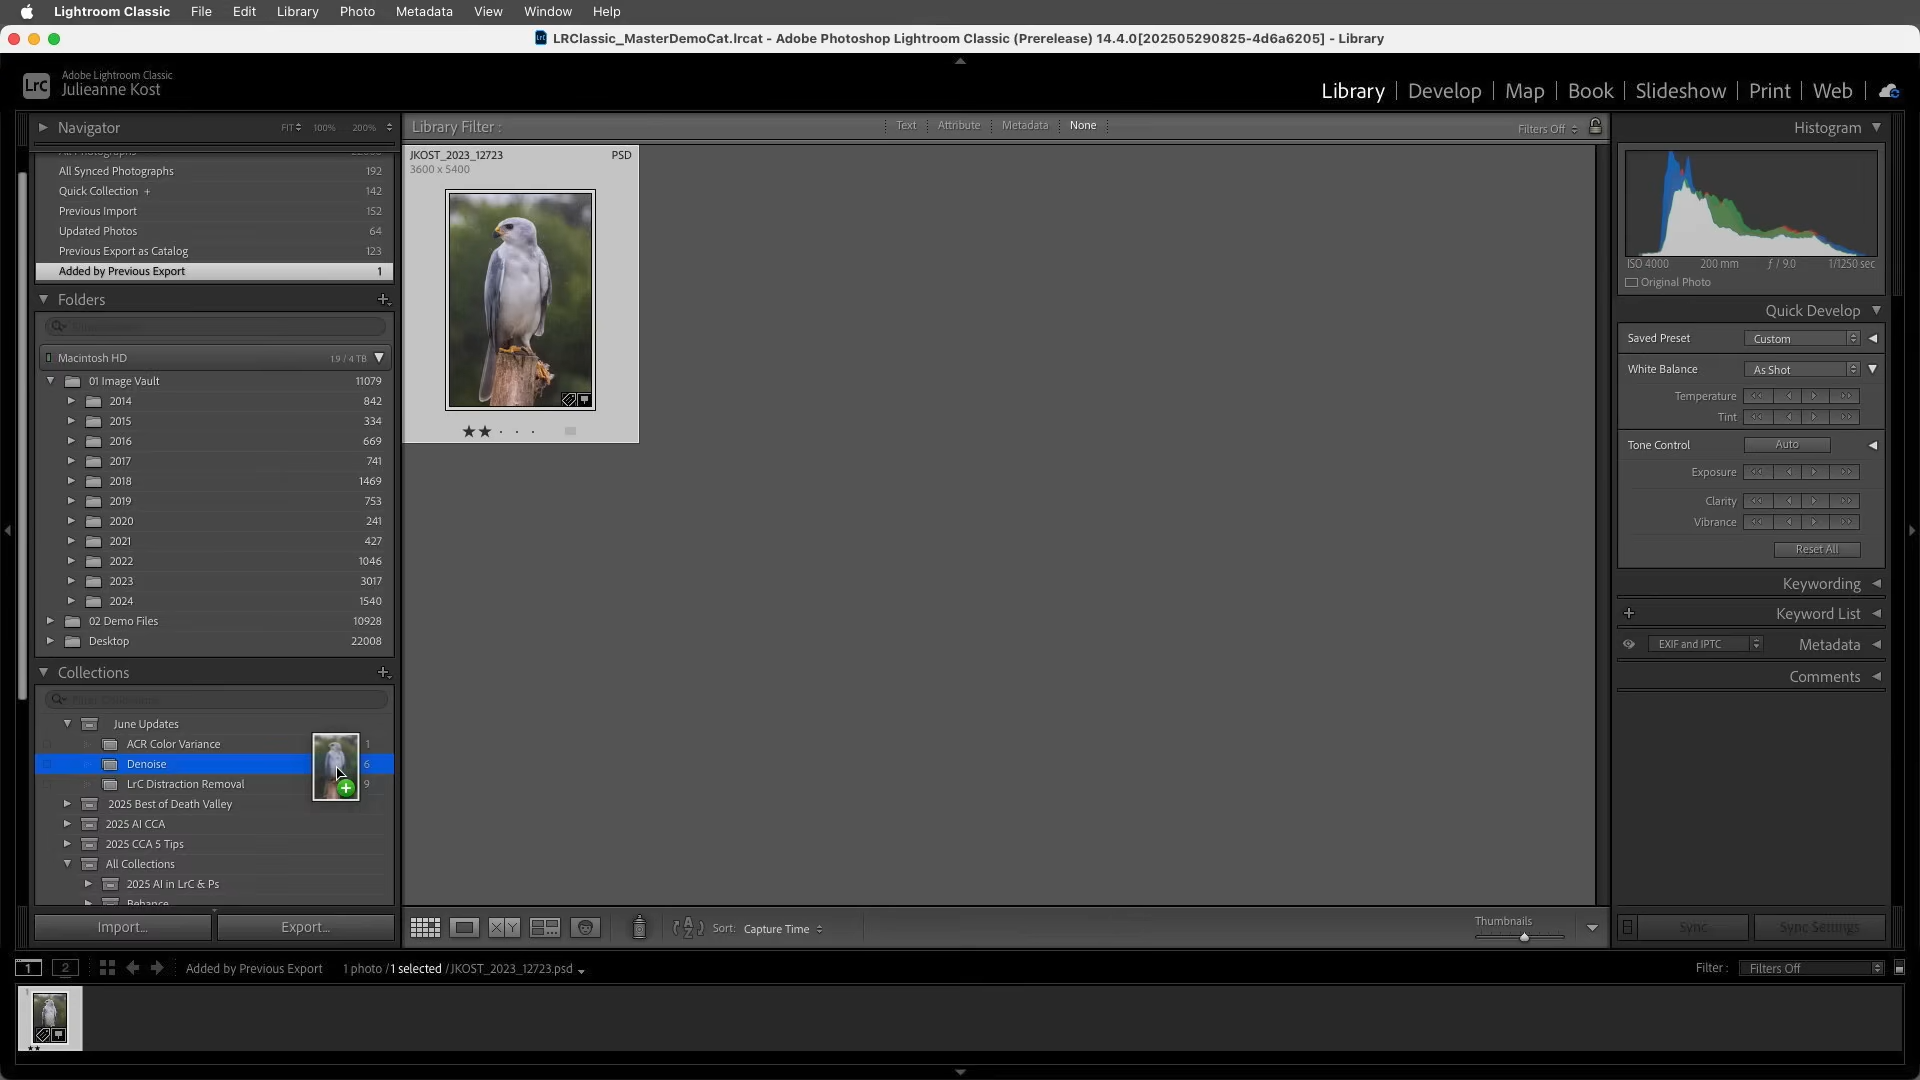 Lightroom Classic File Edit Library Photo Metadata View Window Help
LRClassic_MasterDemoCat.lrcat - Adobe Photoshop Lightroom Classic (Prerelease) 14.4.0[202505290825-4d6a6205] - Library
LrC
Adobe Lightroom Classic
Julieanne Kost
Library Develop Map Book Slideshow Print Web
Navigator FIT 100% 200%
All Synced Photographs 192
Quick Collection + 142
Previous Import 152
Updated Photos 64
Previous Export as Catalog 123
Added by Previous Export 1
Folders
Macintosh HD 1.9 / 4 TB
01 Image Vault 11079
2014 842
2015 334
2016 669
2017 741
2018 1469
2019 753
2020 241
2021 427
2022 1046
2023 3017
2024 1540
02 Demo Files 10928
Desktop 22008
Collections
June Updates
ACR Color Variance 1
Denoise 6
LrC Distraction Removal 9
2025 Best of Death Valley
2025 AI CCA
2025 CCA 5 Tips
All Collections
2025 AI in LrC & Ps
Behance
Import... Export...
Library Filter : Text Attribute Metadata None Filters Off
JKOST_2023_12723 PSD
3600 x 5400
Sort: Capture Time
Thumbnails
Histogram
ISO 4000 200 mm ƒ / 9.0 1/1250 sec
Original Photo
Quick Develop
Saved Preset Custom
White Balance As Shot
Temperature
Tint
Tone Control Auto
Exposure
Clarity
Vibrance
Reset All
Keywording
Keyword List
EXIF and IPTC Metadata
Comments
Sync Sync Settings
1 2 Added by Previous Export 1 photo / 1 selected / JKOST_2023_12723.psd
Filter : Filters Off